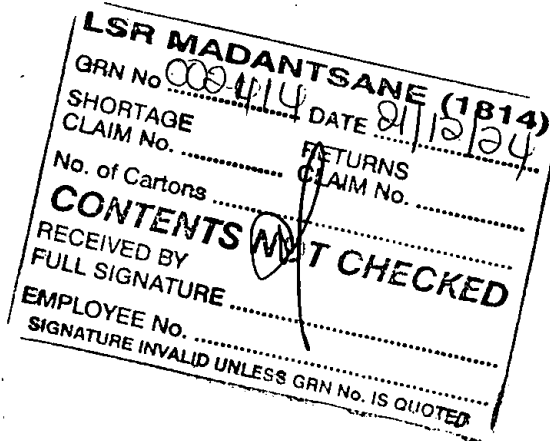 LSR MADANTSANE (1814)
GRN No 002414 DATE 21/12/24
SHORTAGE RETURNS
CLAIM No. CLAIM No.
No. of Cartons
CONTENTS NOT CHECKED
RECEIVED BY
FULL SIGNATURE
EMPLOYEE No.
SIGNATURE INVALID UNLESS GRN No. IS QUOTED